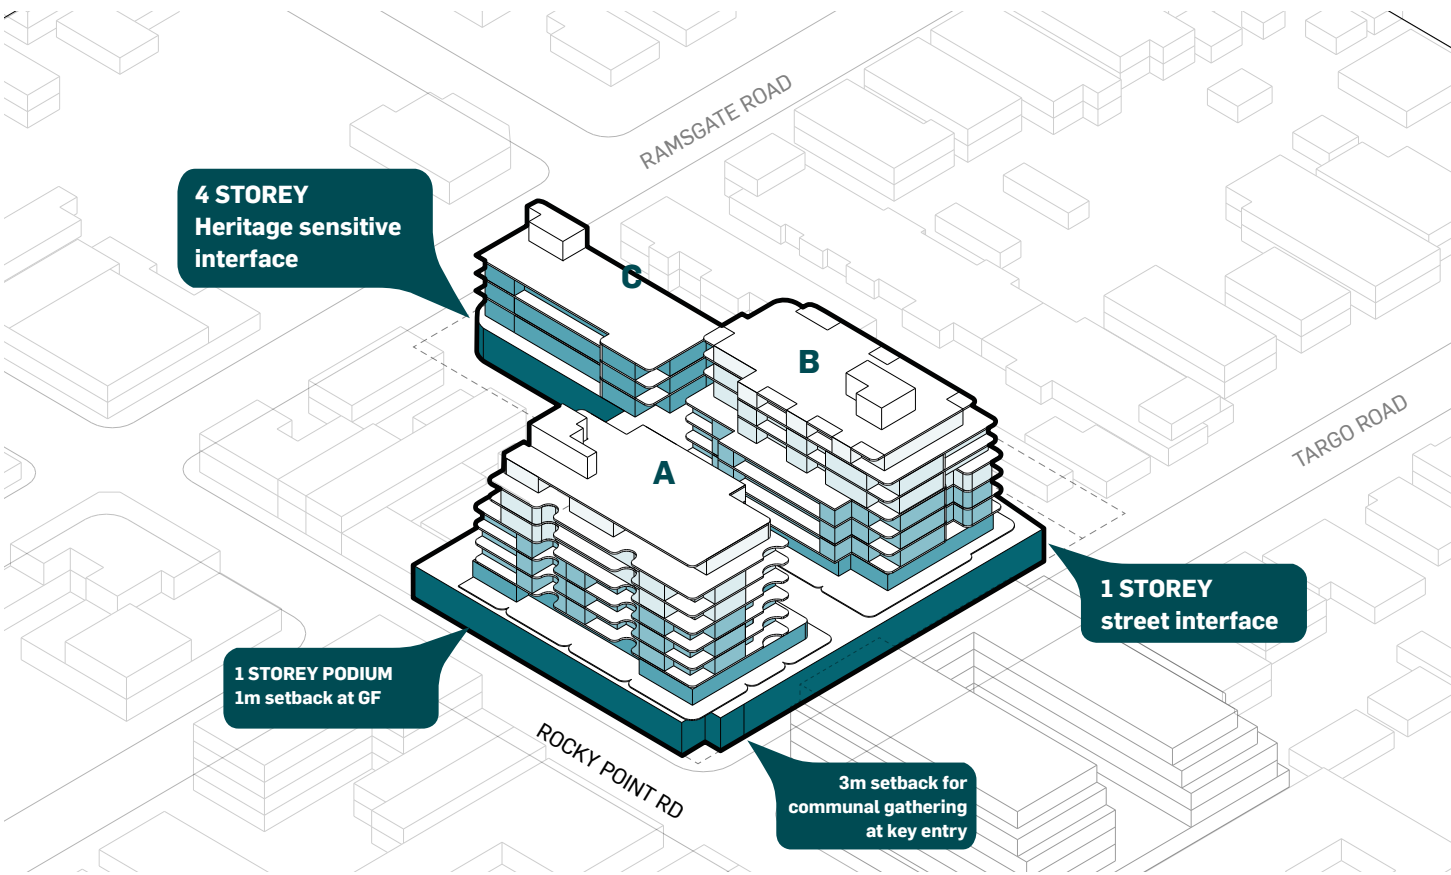 RAMSGATE ROAD
4 STOREY
Heritage sensitive
interface
C
B
A
TARGO ROAD
1 STOREY
street interface
1 STOREY PODIUM
1m setback at GF
ROCKY POINT RD
3m setback for
communal gathering
at key entry